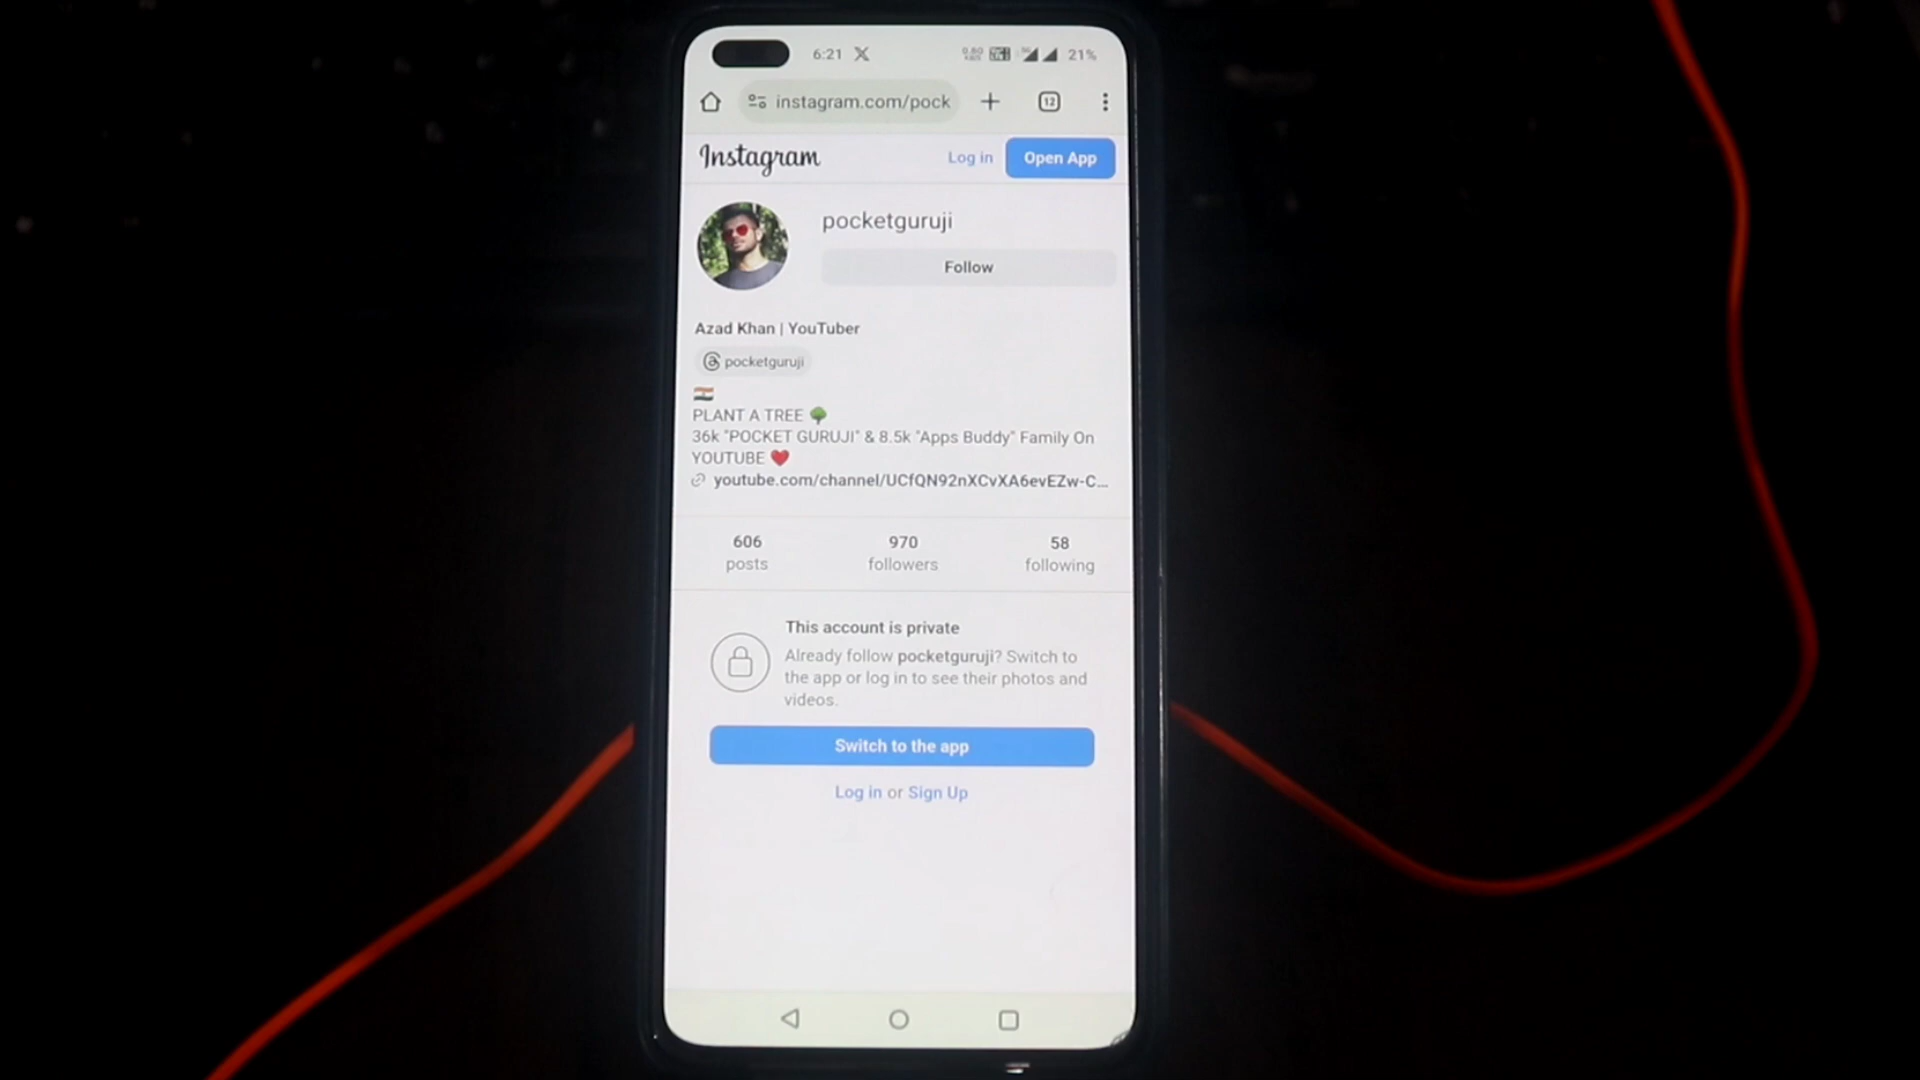 6:21 21%
instagram.com/pock 12
Instagram Log in Open App
pocketguruji
Follow
Azad Khan | YouTuber
pocketguruji
PLANT A TREE
36k "POCKET GURUJI" & 8.5k "Apps Buddy" Family On
YOUTUBE
youtube.com/channel/UCfQN92nXCvXA6evEZw-C...
606 970 58
posts followers following
This account is private
Already follow pocketguruji? Switch to
the app or log in to see their photos and
videos.
Switch to the app
Log in or Sign Up